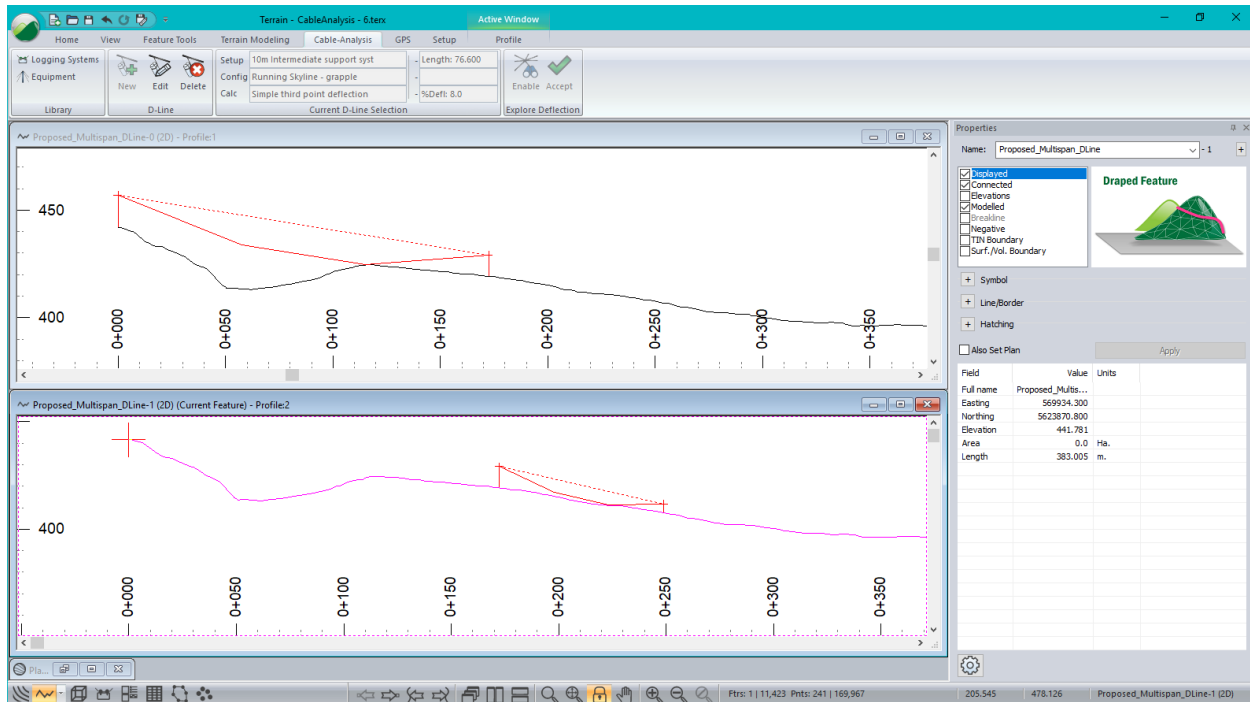 Terrain - CableAnalysis - 6.terx
Active Window
Home View Feature Tools Terrain Modeling Cable-Analysis GPS Setup Profile
Logging Systems
Equipment
Library
New Edit Delete
D-Line
Setup 10m Intermediate support syst - Length: 76.600
Config Running Skyline - grapple -
Calc Simple third point deflection - %Defl: 8.0
Current D-Line Selection
Enable Accept
Explore Deflection
Proposed_Multispan_DLine-0 (2D) - Profile:1
450
400
0+000 0+050 0+100 0+150 0+200 0+250 0+300 0+350
Proposed_Multispan_DLine-1 (2D) (Current Feature) - Profile:2
400
0+000 0+050 0+100 0+150 0+200 0+250 0+300 0+350
Pla...
Properties
Name: Proposed_Multispan_DLine - 1
Displayed
Connected
Elevations
Modelled
Breakline
Negative
TIN Boundary
Surf./Vol. Boundary
Draped Feature
+ Symbol
+ Line/Border
+ Hatching
Also Set Plan
Apply
Field Value Units
Full name Proposed_Multis...
Easting 569934.300
Northing 5623870.800
Elevation 441.781
Area 0.0 Ha.
Length 383.005 m.
Ftrs: 1 | 11,423 Pnts: 241 | 169,967
205.545 478.126 Proposed_Multispan_DLine-1 (2D)